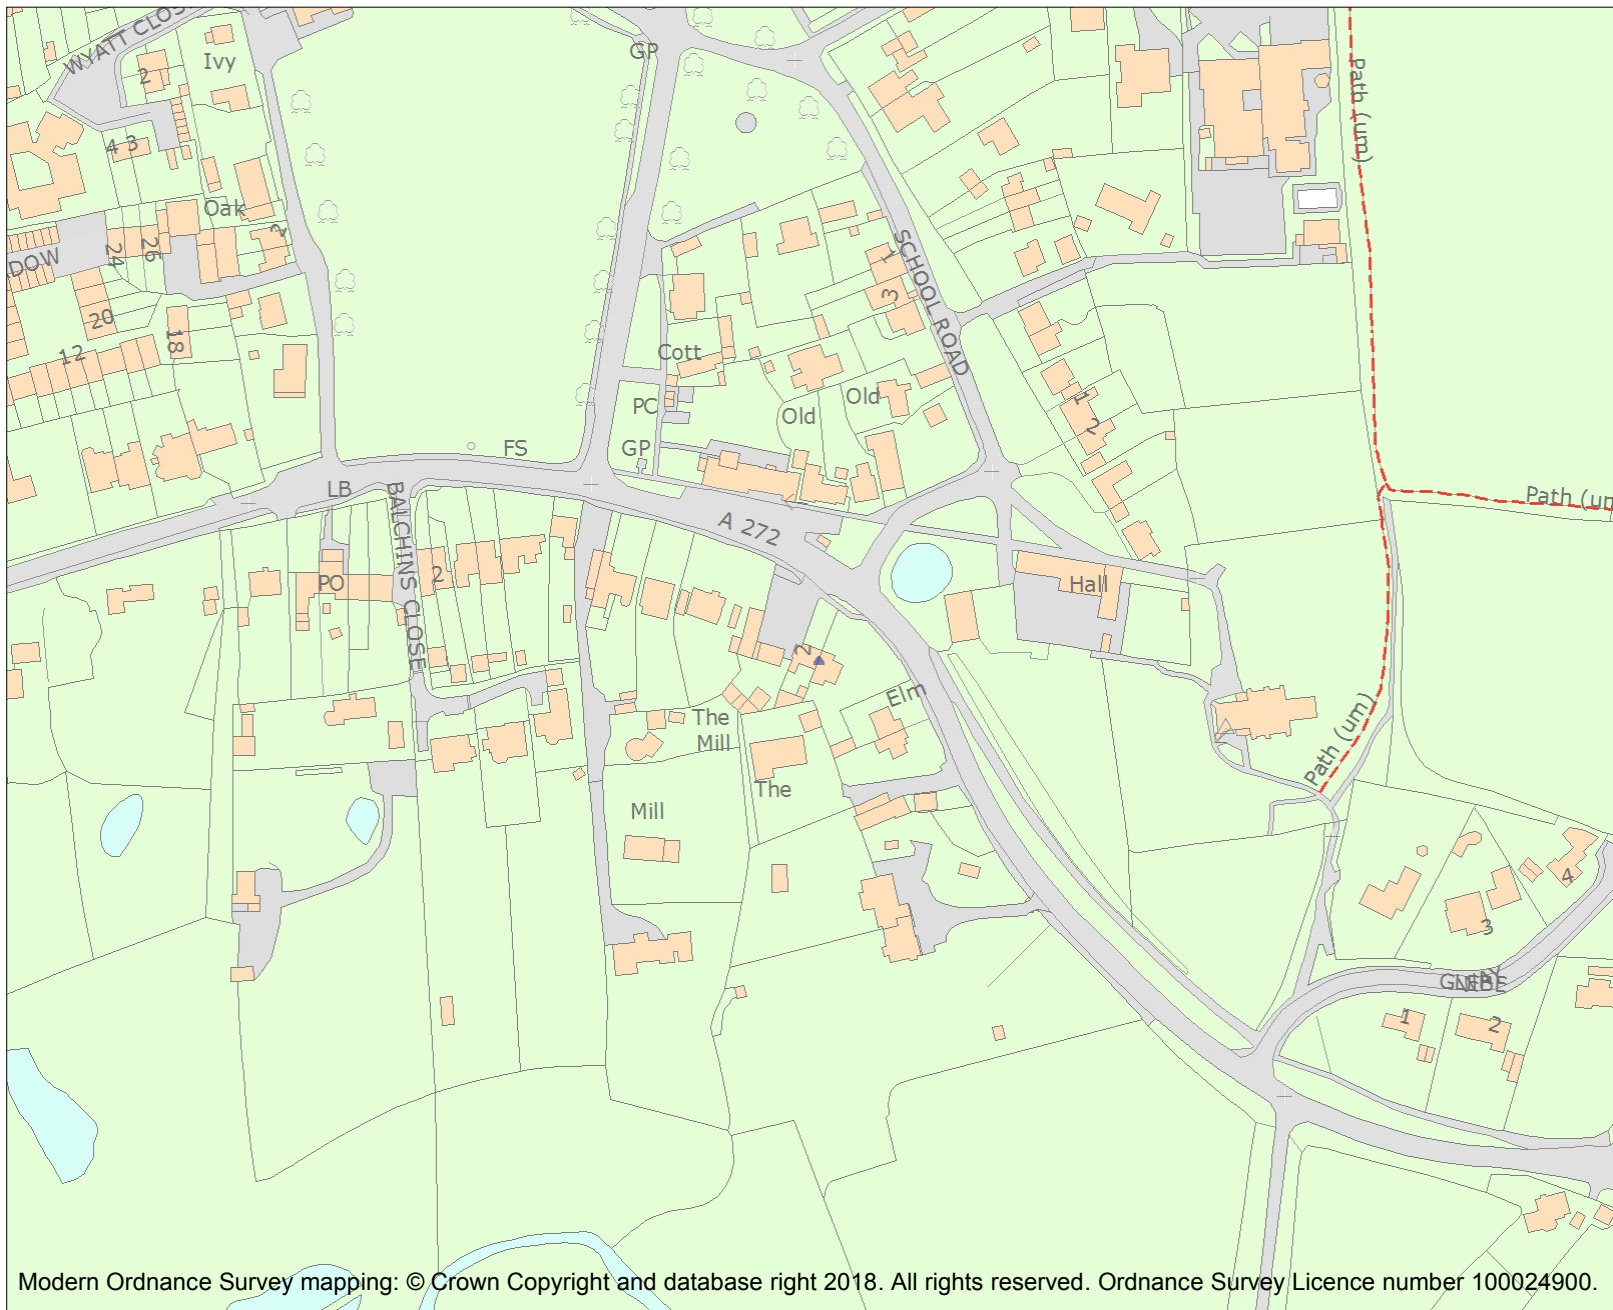 WYATT CLOS
Ivy
GP
2
4 3
Path (um)
Oak
2
24
26
DOW
SCHOOL ROAD
1
3
20
18
12
Cott
PC
Old
Old
1
2
GP
FS
LB
BALCHINS CLOSE
A 272
Path (um
PO
2
Hall
2
Elm
The
Mill
The
Mill
Path (um)
4
3
1
2
Modern Ordnance Survey mapping: © Crown Copyright and database right 2018. All rights reserved. Ordnance Survey Licence number 100024900.